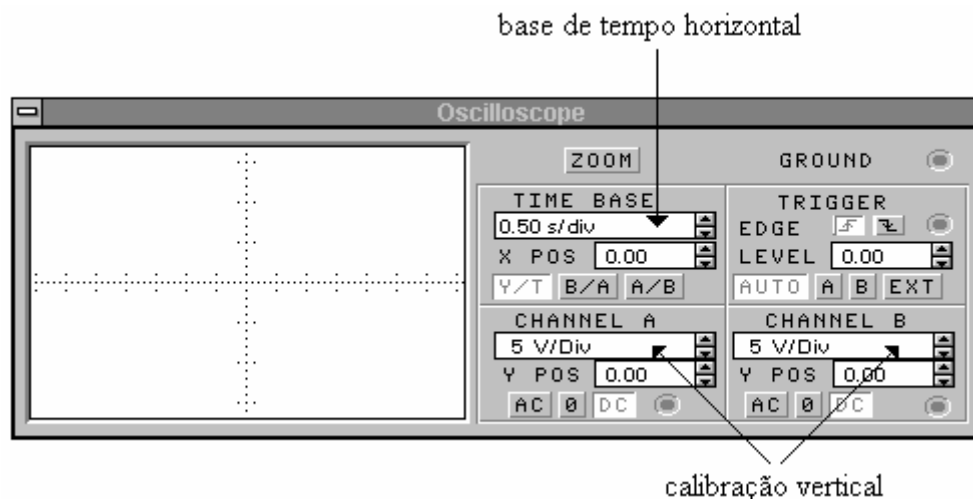 base de tempo horizontal
Oscilloscope
ZOOM
GROUND
TIME BASE
0.50 s/div
X POS 0.00
Y/T B/A A/B
TRIGGER
EDGE
LEVEL 0.00
AUTO A B EXT
CHANNEL A
5 V/Div
Y POS 0.00
AC 0 DC
CHANNEL B
5 V/Div
Y POS 0.00
AC 0 DC
calibração vertical